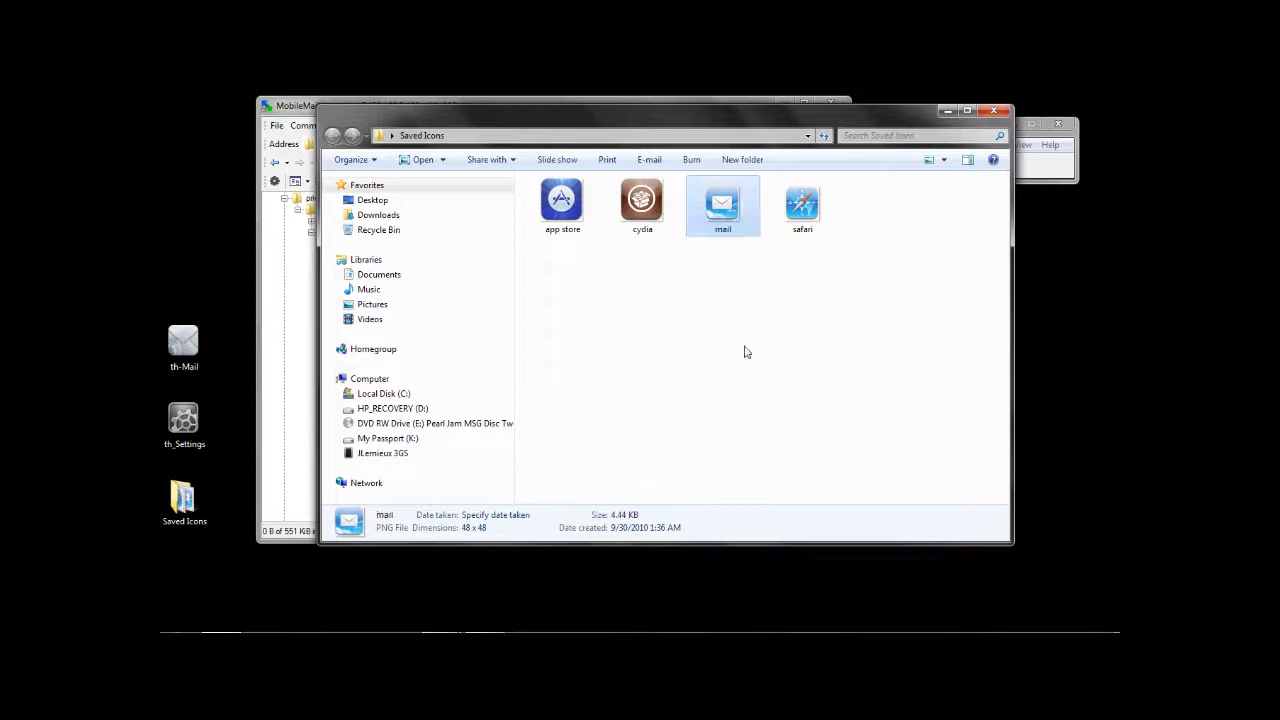 MobileMa
File Comm
Address
Saved Icons
Search Saved Icons
View Help
Organize Open Share with Slide show Print E-mail Burn New folder
Favorites
Desktop
Downloads
Recycle Bin
Libraries
Documents
Music
Pictures
Videos
Homegroup
Computer
Local Disk (C:)
HP_RECOVERY (D:)
DVD RW Drive (E:) Pearl Jam MSG Disc Tw
My Passport (K:)
JLemieux 3GS
Network
app store cydia mail safari
pri
th-Mail
th_Settings
Saved Icons
mail Date taken: Specify date taken Size: 4.44 KB
PNG File Dimensions: 48 x 48 Date created: 9/30/2010 1:36 AM
0 B of 551 KiB in